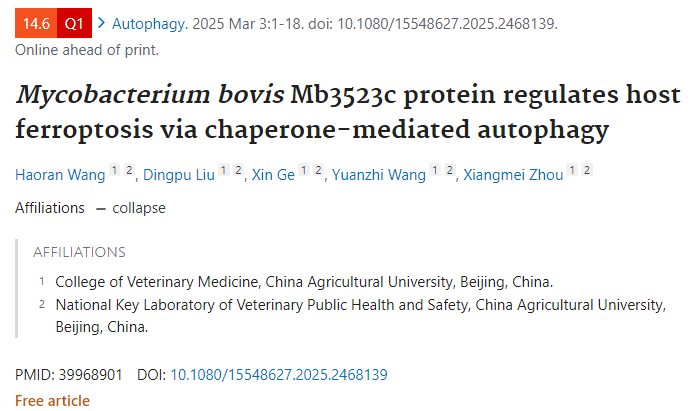 14.6 Q1 > Autophagy. 2025 Mar 3:1-18. doi: 10.1080/15548627.2025.2468139.
Online ahead of print.
Mycobacterium bovis Mb3523c protein regulates host
ferroptosis via chaperone-mediated autophagy
Haoran Wang 1 2, Dingpu Liu 1 2, Xin Ge 1 2, Yuanzhi Wang 1 2, Xiangmei Zhou 1 2
Affiliations – collapse
AFFILIATIONS
1 College of Veterinary Medicine, China Agricultural University, Beijing, China.
2 National Key Laboratory of Veterinary Public Health and Safety, China Agricultural University,
Beijing, China.
PMID: 39968901 DOI: 10.1080/15548627.2025.2468139
Free article